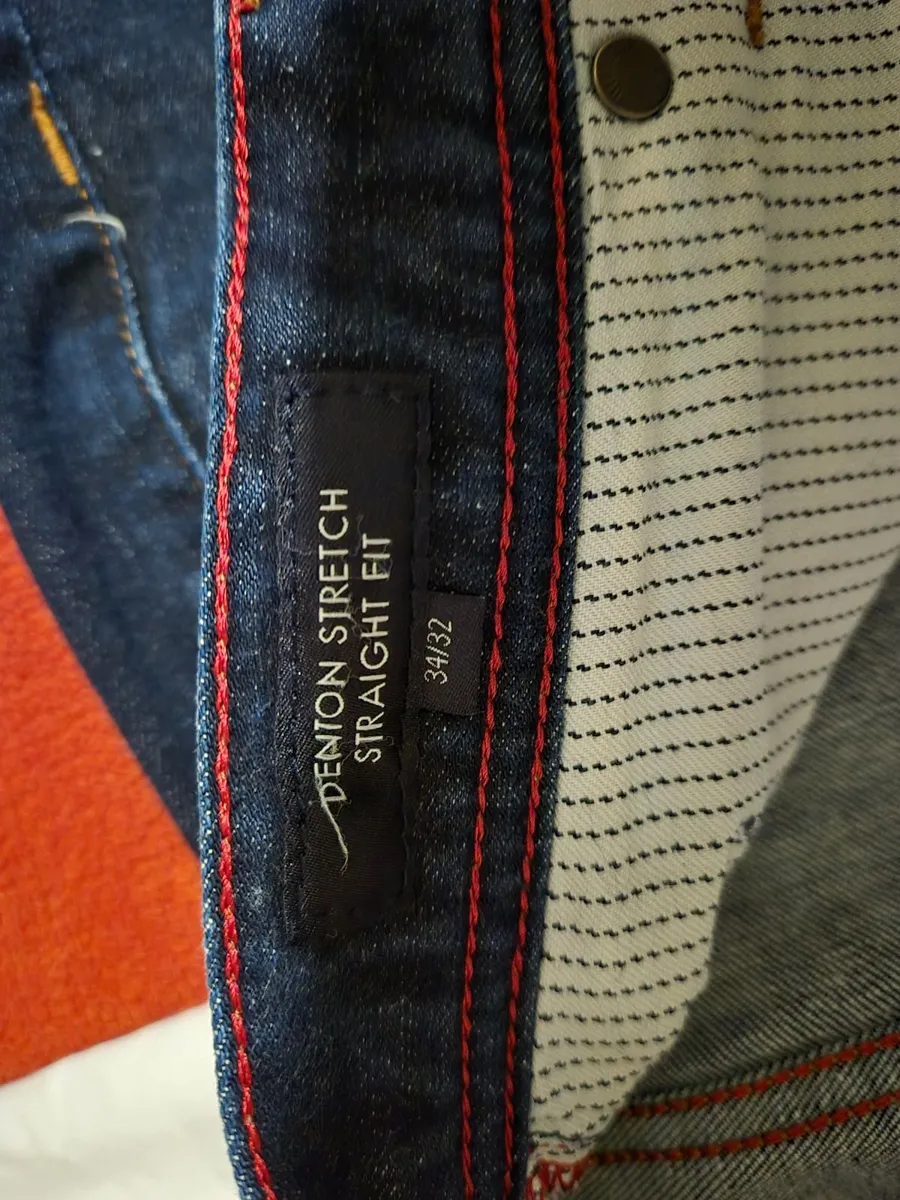 DENTON STRETCH
STRAIGHT FIT
34/32